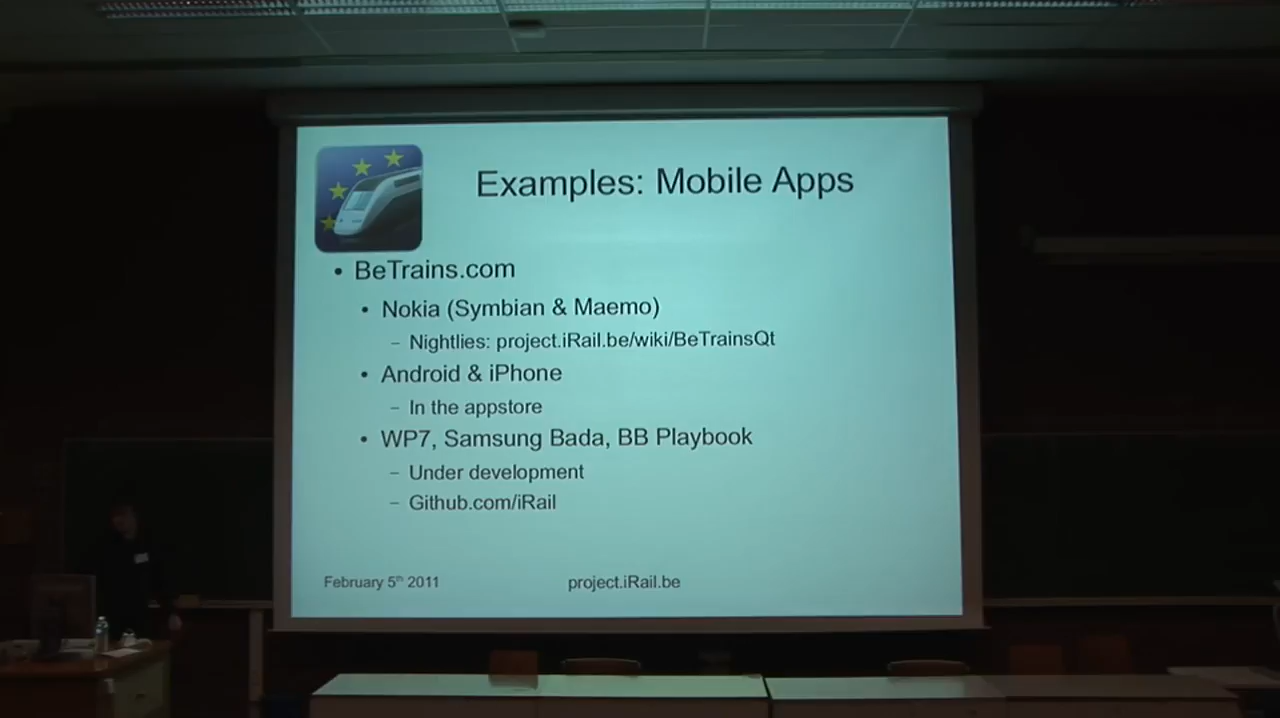 Examples: Mobile Apps
• BeTrains.com
• Nokia (Symbian & Maemo)
– Nightlies: project.iRail.be/wiki/BeTrainsQt
• Android & iPhone
– In the appstore
• WP7, Samsung Bada, BB Playbook
– Under development
– Github.com/iRail
February 5th 2011
project.iRail.be